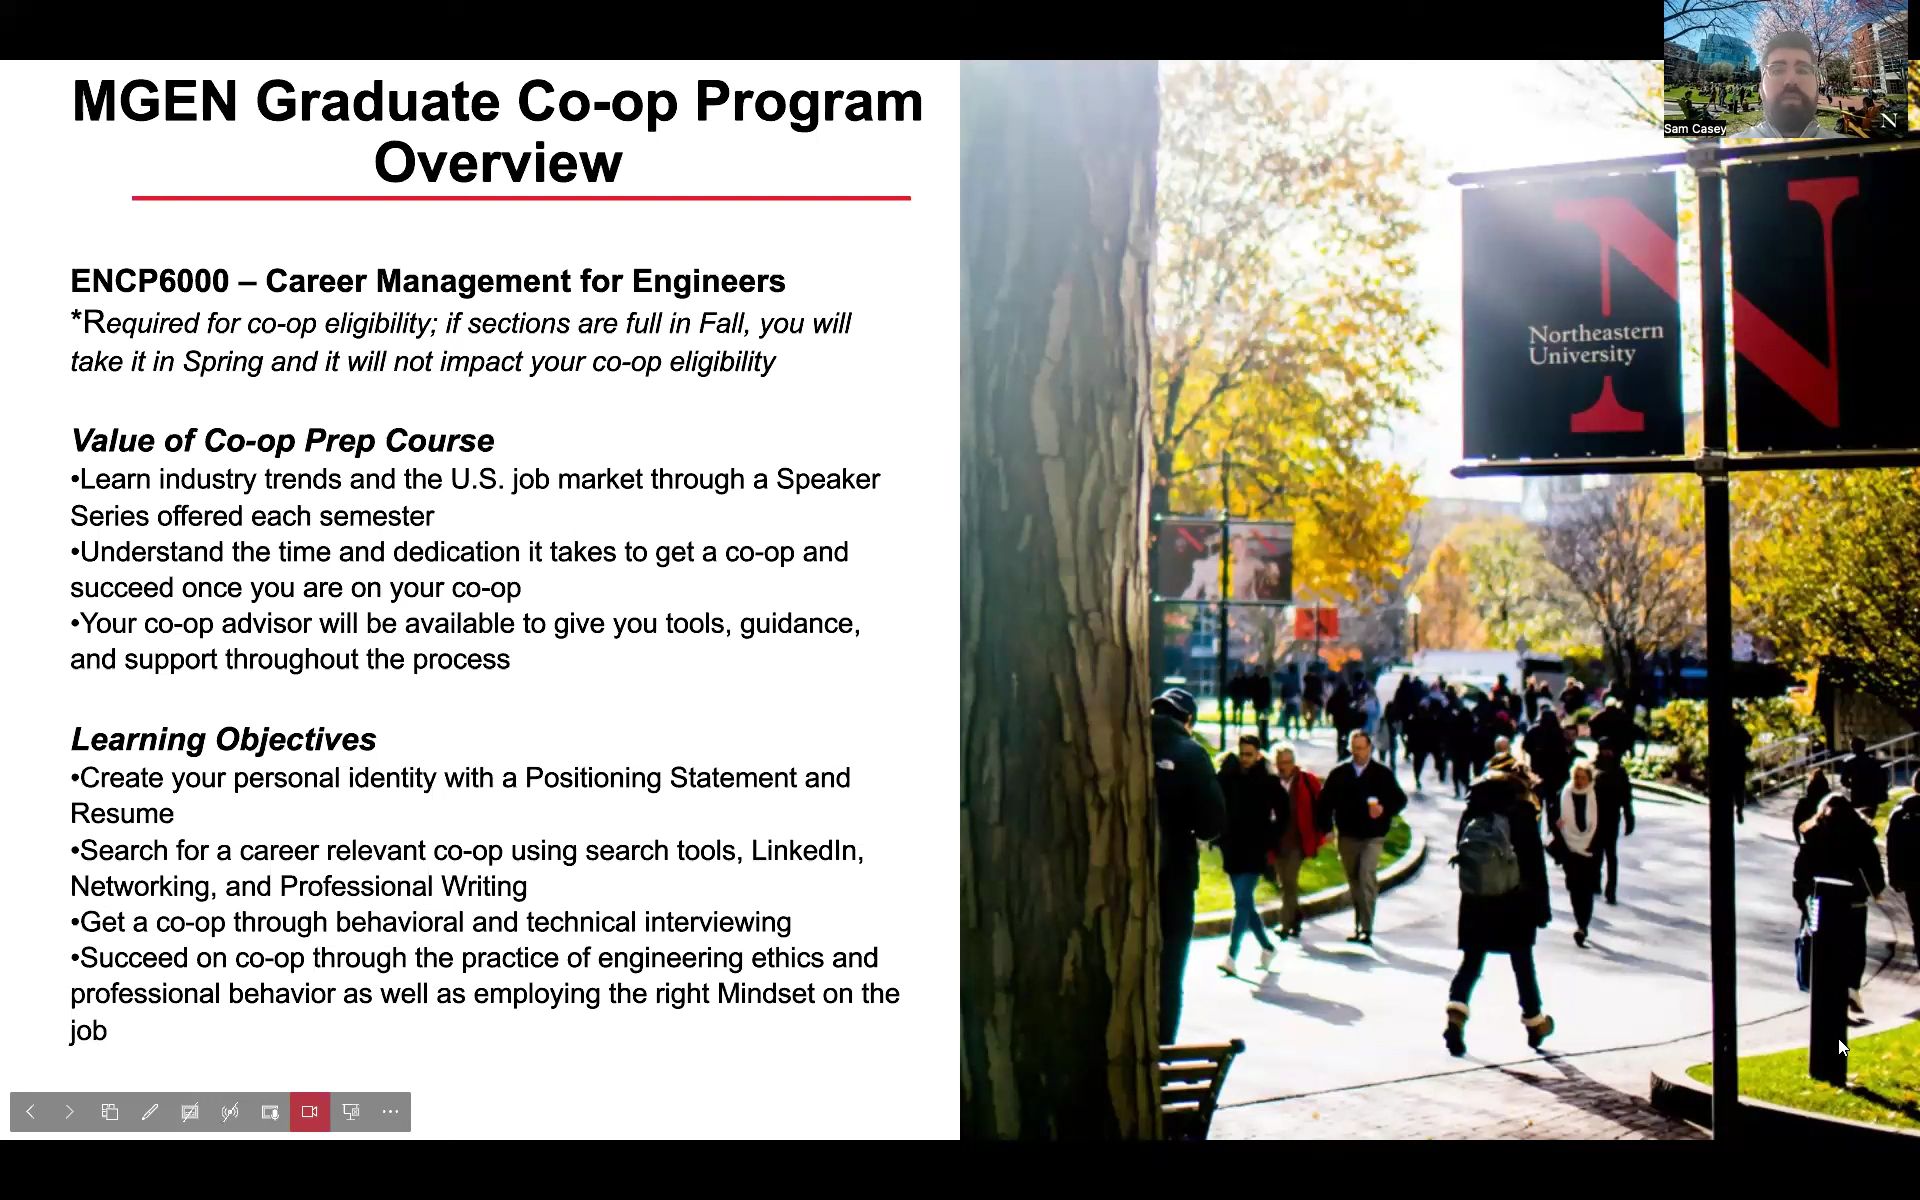 MGEN Graduate Co-op Program
Overview
ENCP6000 – Career Management for Engineers
*Required for co-op eligibility; if sections are full in Fall, you will
take it in Spring and it will not impact your co-op eligibility
Value of Co-op Prep Course
•Learn industry trends and the U.S. job market through a Speaker
Series offered each semester
•Understand the time and dedication it takes to get a co-op and
succeed once you are on your co-op
•Your co-op advisor will be available to give you tools, guidance,
and support throughout the process
Learning Objectives
•Create your personal identity with a Positioning Statement and
Resume
•Search for a career relevant co-op using search tools, LinkedIn,
Networking, and Professional Writing
•Get a co-op through behavioral and technical interviewing
•Succeed on co-op through the practice of engineering ethics and
professional behavior as well as employing the right Mindset on the
job
Sam Casey
N
N
Northeastern
University